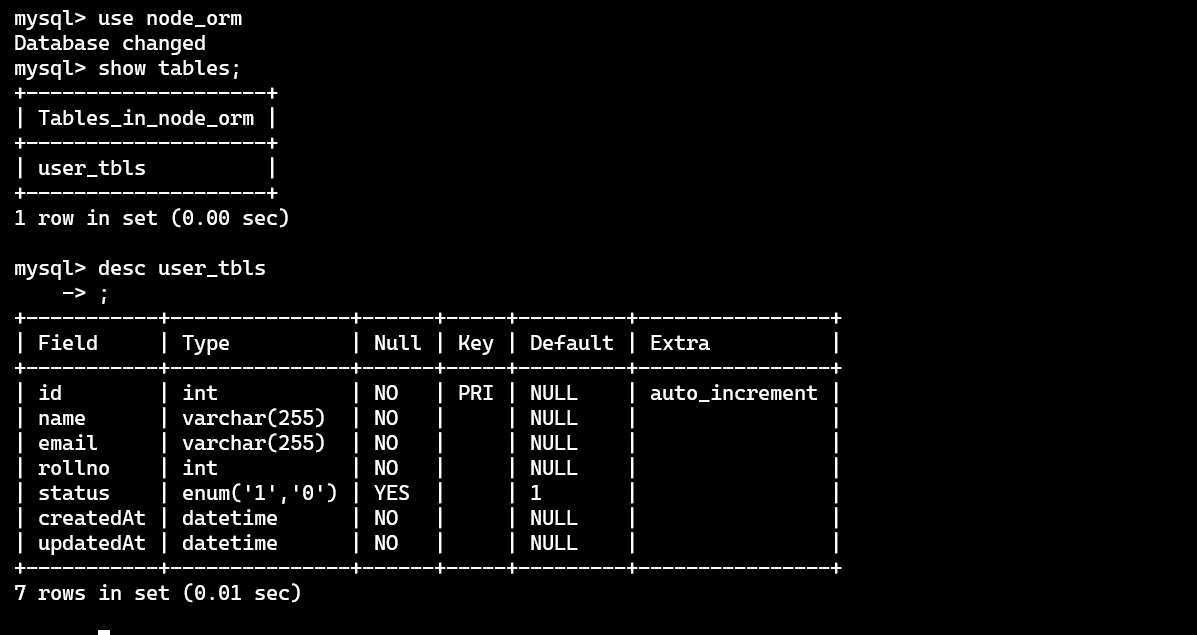 mysql> use node_orm
Database changed
mysql> show tables;
+--------------------+
| Tables_in_node_orm |
+--------------------+
| user_tbls          |
+--------------------+
1 row in set (0.00 sec)

mysql> desc user_tbls
    -> ;
+-----------+---------------+------+-----+---------+----------------+
| Field     | Type          | Null | Key | Default | Extra          |
+-----------+---------------+------+-----+---------+----------------+
| id        | int           | NO   | PRI | NULL    | auto_increment |
| name      | varchar(255)  | NO   |     | NULL    |                |
| email     | varchar(255)  | NO   |     | NULL    |                |
| rollno    | int           | NO   |     | NULL    |                |
| status    | enum('1','0') | YES  |     | 1       |                |
| createdAt | datetime      | NO   |     | NULL    |                |
| updatedAt | datetime      | NO   |     | NULL    |                |
+-----------+---------------+------+-----+---------+----------------+
7 rows in set (0.01 sec)